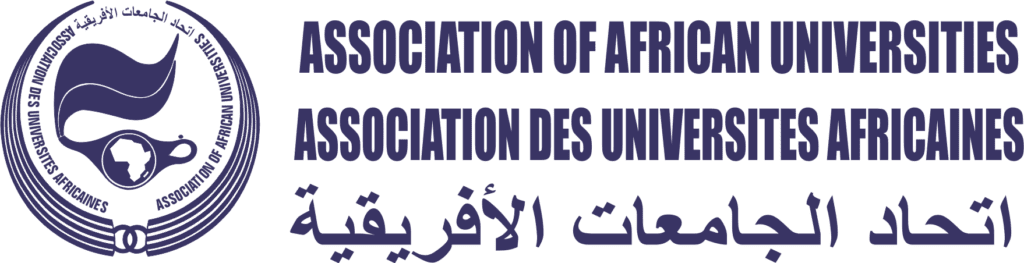 اتحاد الجامعات الأفريقية
ASSOCIATION DES UNIVERSITES AFRICAINES
ASSOCIATION OF AFRICAN UNIVERSITIES
ASSOCIATION OF AFRICAN UNIVERSITIES
ASSOCIATION DES UNIVERSITES AFRICAINES
اتحاد الجامعات الأفريقية